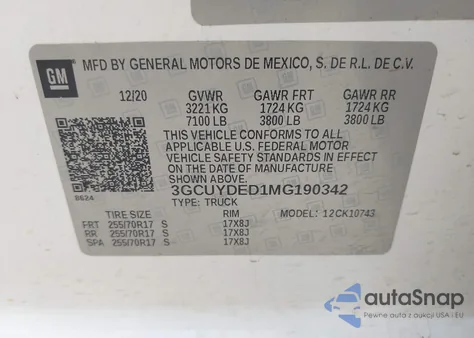 GM
MFD BY GENERAL MOTORS DE MEXICO, S. DE R.L. DE C.V.
12/20 GVWR GAWR FRT GAWR RR
3221 KG 1724 KG 1724 KG
7100 LB 3800 LB 3800 LB
THIS VEHICLE CONFORMS TO ALL
APPLICABLE U.S. FEDERAL MOTOR
VEHICLE SAFETY STANDARDS IN EFFECT
ON THE DATE OF MANUFACTURE
SHOWN ABOVE.
8624
3GCUYDED1MG190342
TYPE: TRUCK
TIRE SIZE RIM MODEL: 12CK10743
FRT 255/70R17 S 17X8J
RR 255/70R17 S 17X8J
SPA 255/70R17 S 17X8J
autoSnap
Pewne auta z USA i EU